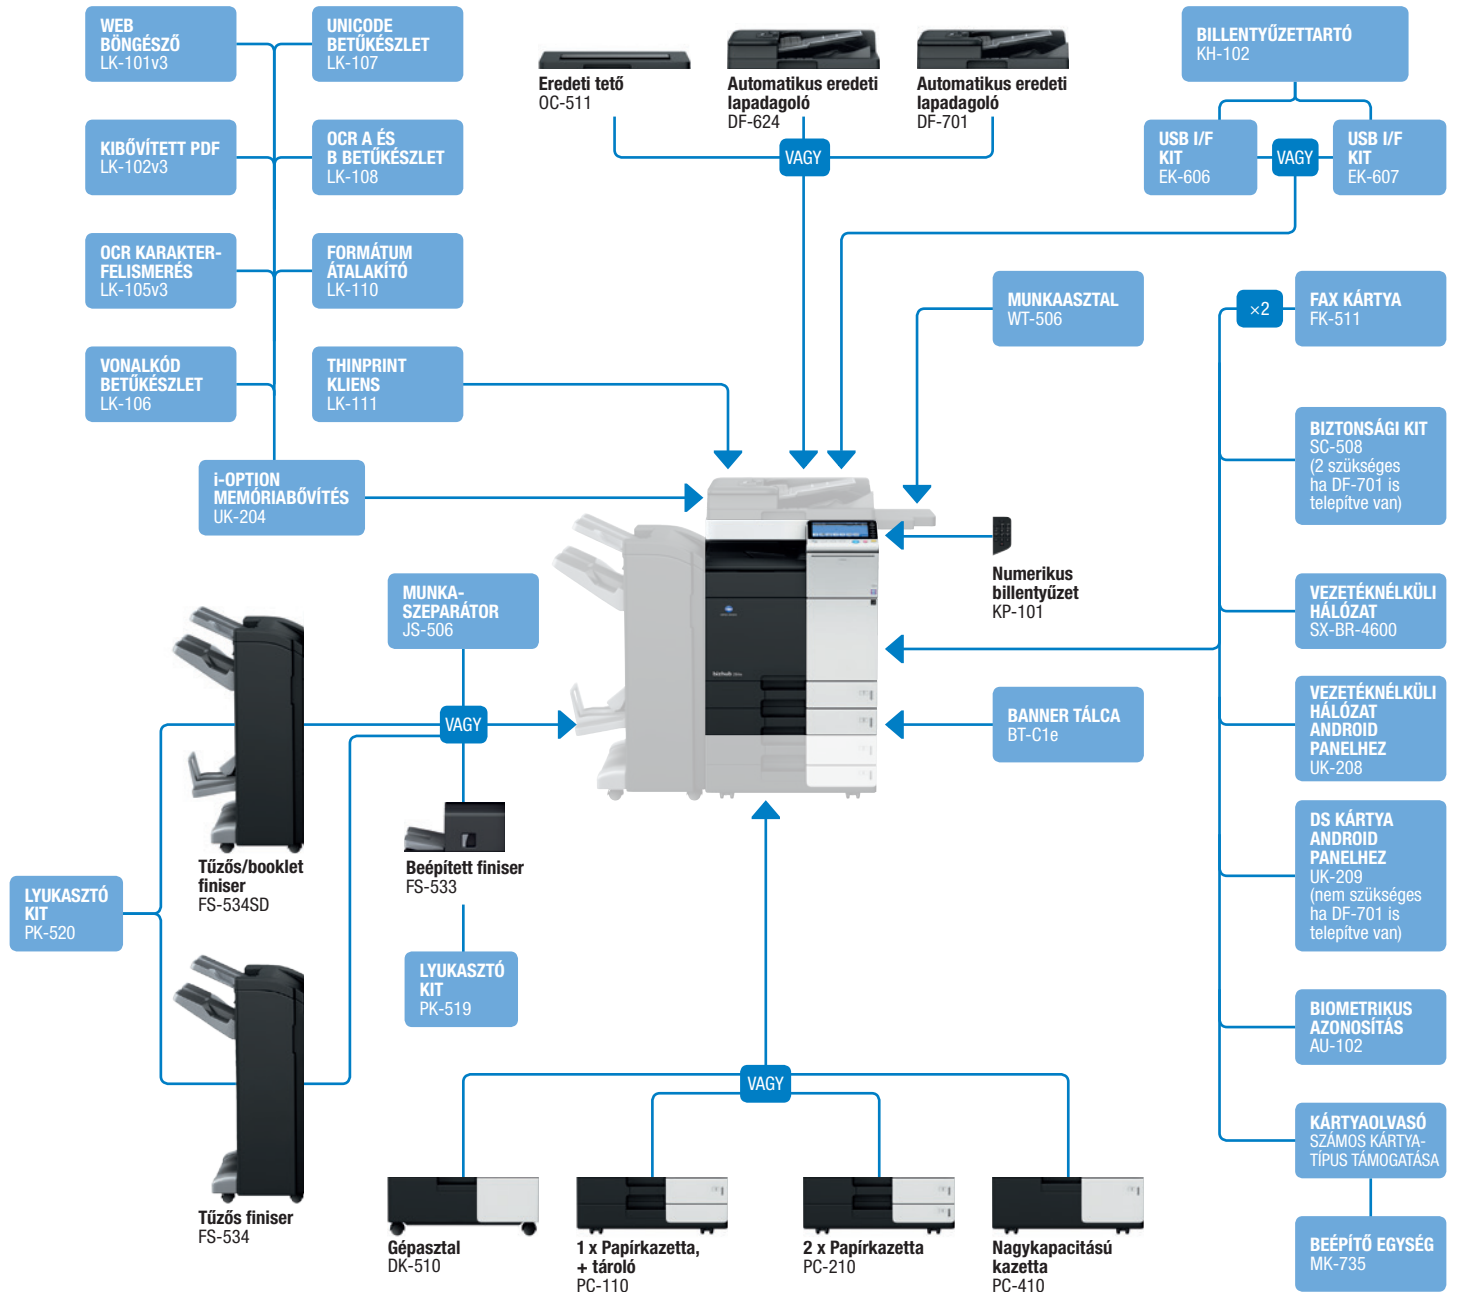 WEB
BÖNGÉSZŐ
LK-101v3
UNICODE
BETŰKÉSZLET
LK-107
KIBŐVÍTETT PDF
LK-102v3
OCR A ÉS
B BETŰKÉSZLET
LK-108
OCR KARAKTER-
FELISMERÉS
LK-105v3
FORMÁTUM
ÁTALAKÍTÓ
LK-110
VONALKÓD
BETŰKÉSZLET
LK-106
THINPRINT
KLIENS
LK-111
i-OPTION
MEMÓRIABŐVÍTÉS
UK-204
Eredeti tető
OC-511
Automatikus eredeti
lapadagoló
DF-624
Automatikus eredeti
lapadagoló
DF-701
VAGY
BILLENTYŰZETTARTÓ
KH-102
USB I/F
KIT
EK-606
VAGY
USB I/F
KIT
EK-607
MUNKAASZTAL
WT-506
×2
FAX KÁRTYA
FK-511
BIZTONSÁGI KIT
SC-508
(2 szükséges
ha DF-701 is
telepítve van)
Numerikus
billentyűzet
KP-101
VEZETÉKNÉLKÜLI
HÁLÓZAT
SX-BR-4600
BANNER TÁLCA
BT-C1e
VEZETÉKNÉLKÜLI
HÁLÓZAT
ANDROID
PANELHEZ
UK-208
DS KÁRTYA
ANDROID
PANELHEZ
UK-209
(nem szükséges
ha DF-701 is
telepítve van)
BIOMETRIKUS
AZONOSÍTÁS
AU-102
KÁRTYAOLVASÓ
SZÁMOS KÁRTYA-
TÍPUS TÁMOGATÁSA
BEÉPÍTŐ EGYSÉG
MK-735
MUNKA-
SZEPARÁTOR
JS-506
VAGY
bizhub
Tűzős/booklet
finiser
FS-534SD
Beépített finiser
FS-533
LYUKASZTÓ
KIT
PK-520
LYUKASZTÓ
KIT
PK-519
Tűzős finiser
FS-534
VAGY
Gépasztal
DK-510
1 x Papírkazetta,
+ tároló
PC-110
2 x Papírkazetta
PC-210
Nagykapacitású
kazetta
PC-410